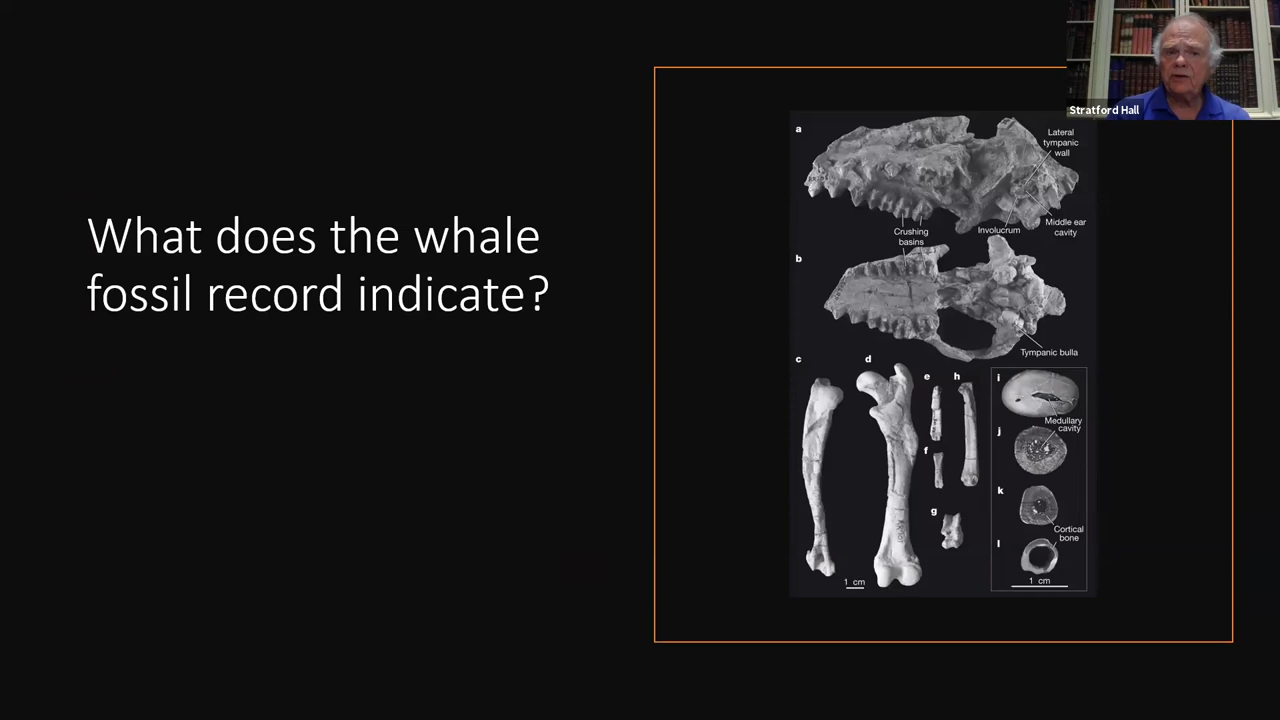 What does the whale
fossil record indicate?
Stratford Hall
a
Lateral
tympanic
wall
Crushing
basins
Involucrum
Middle ear
cavity
b
Tympanic bulla
c
d
e
h
f
g
i
Medullary
cavity
j
k
Cortical
bone
l
1 cm
1 cm